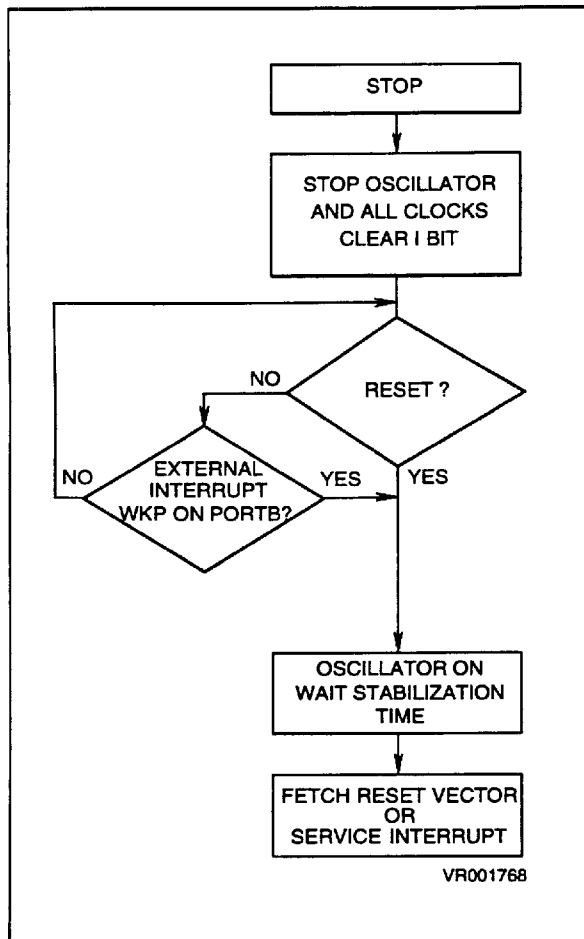 STOP
STOP OSCILLATOR
AND ALL CLOCKS
CLEAR I BIT
NO
RESET ?
YES
NO
EXTERNAL
INTERRUPT
WKP ON PORTB?
YES
OSCILLATOR ON
WAIT STABILIZATION
TIME
FETCH RESET VECTOR
OR
SERVICE INTERRUPT
VR001768